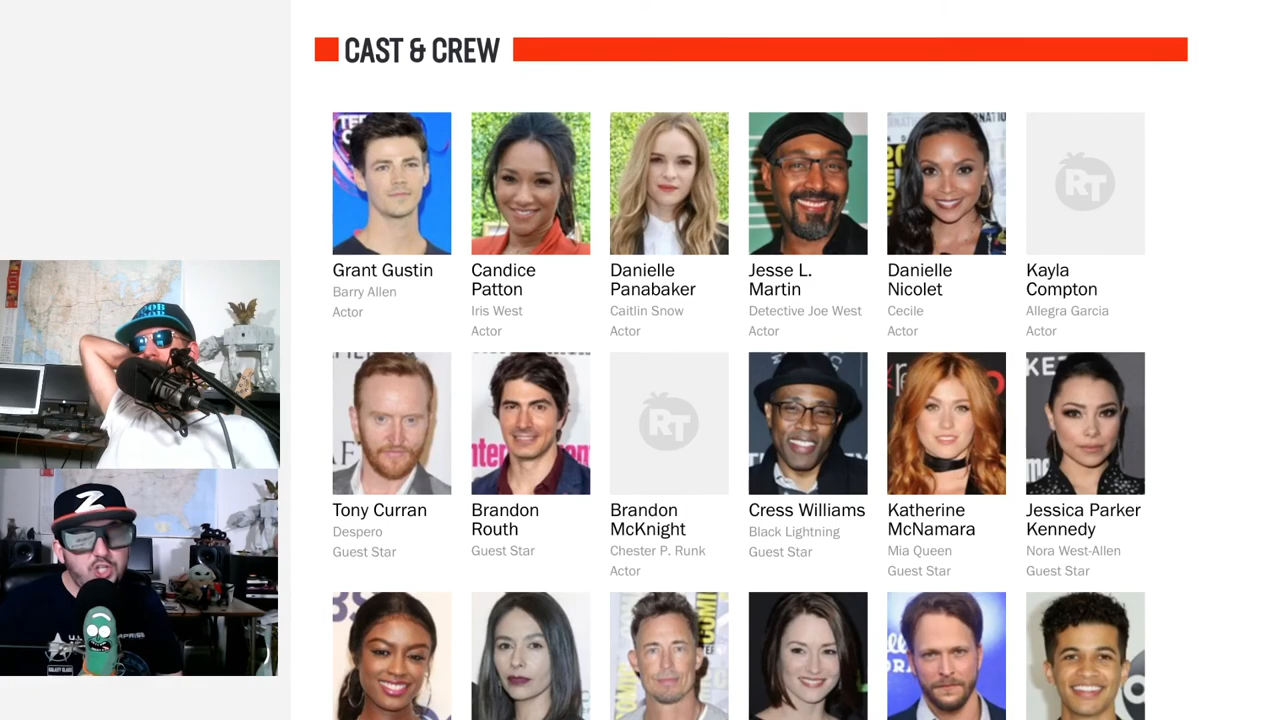 CAST & CREW
Grant Gustin
Barry Allen
Actor
Candice
Patton
Iris West
Actor
Danielle
Panabaker
Caitlin Snow
Actor
Jesse L.
Martin
Detective Joe West
Actor
Danielle
Nicolet
Cecile
Actor
RT
Kayla
Compton
Allegra Garcia
Actor
Tony Curran
Despero
Guest Star
Brandon
Routh
Guest Star
RT
Brandon
McKnight
Chester P. Runk
Actor
Cress Williams
Black Lightning
Guest Star
Katherine
McNamara
Mia Queen
Guest Star
Jessica Parker
Kennedy
Nora West-Allen
Guest Star
Z